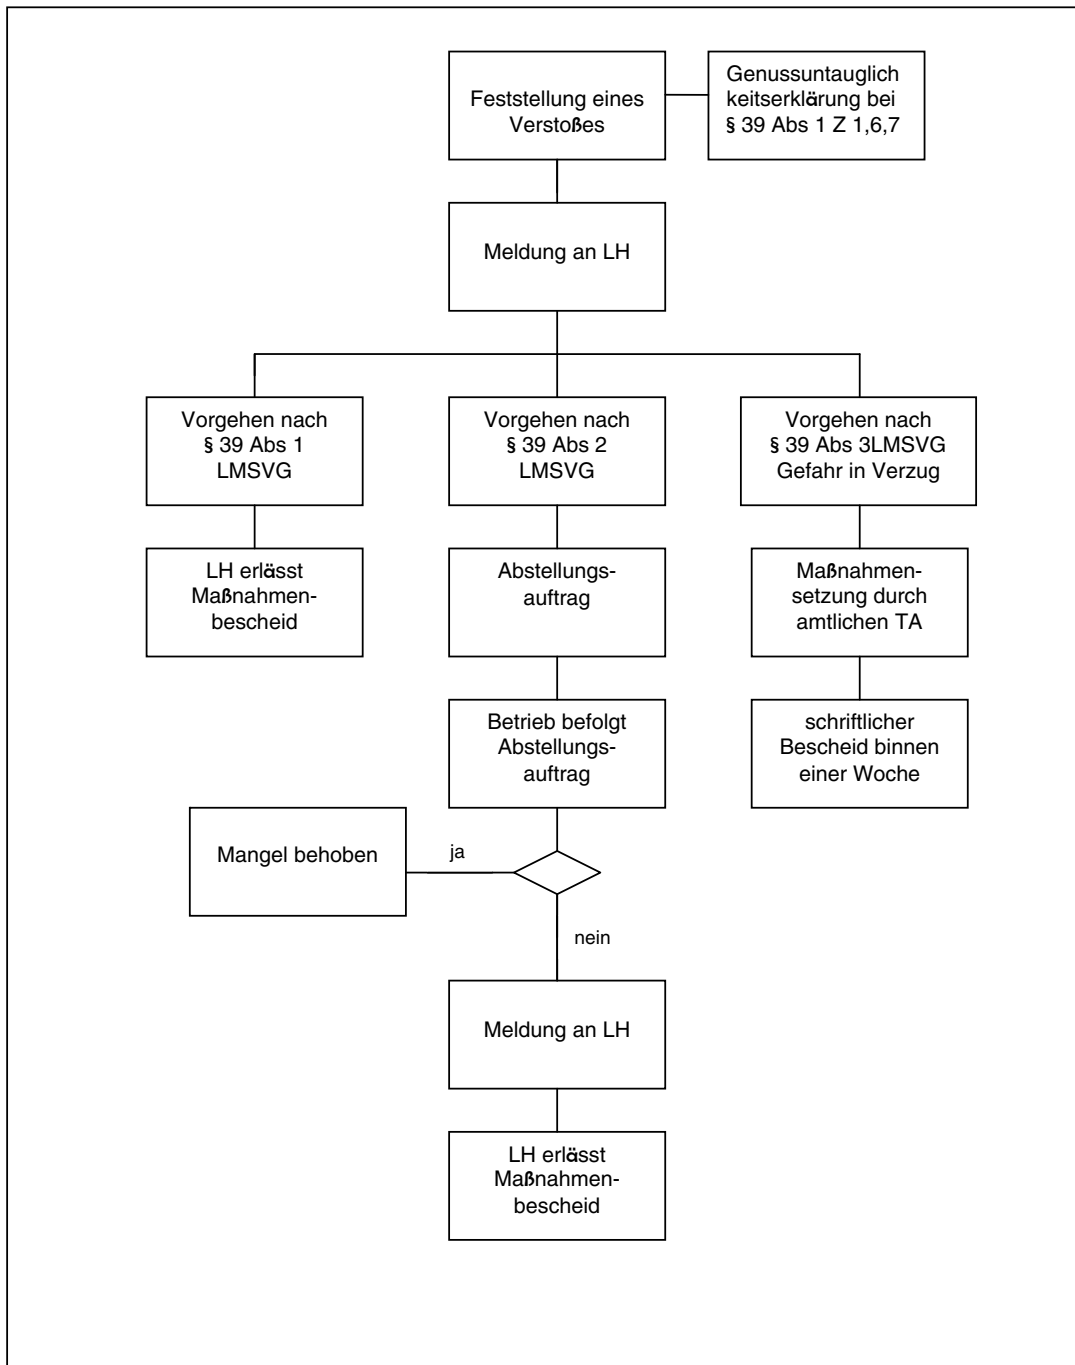 Feststellung eines
Verstoßes
Genussuntauglich
keitserklärung bei
§ 39 Abs 1 Z 1,6,7
Meldung an LH
Vorgehen nach
§ 39 Abs 1
LMSVG
Vorgehen nach
§ 39 Abs 2
LMSVG
Vorgehen nach
§ 39 Abs 3LMSVG
Gefahr in Verzug
LH erlässt
Maßnahmen-
bescheid
Abstellungs-
auftrag
Maßnahmen-
setzung durch
amtlichen TA
Betrieb befolgt
Abstellungs-
auftrag
schriftlicher
Bescheid binnen
einer Woche
Mangel behoben
ja
nein
Meldung an LH
LH erlässt
Maßnahmen-
bescheid